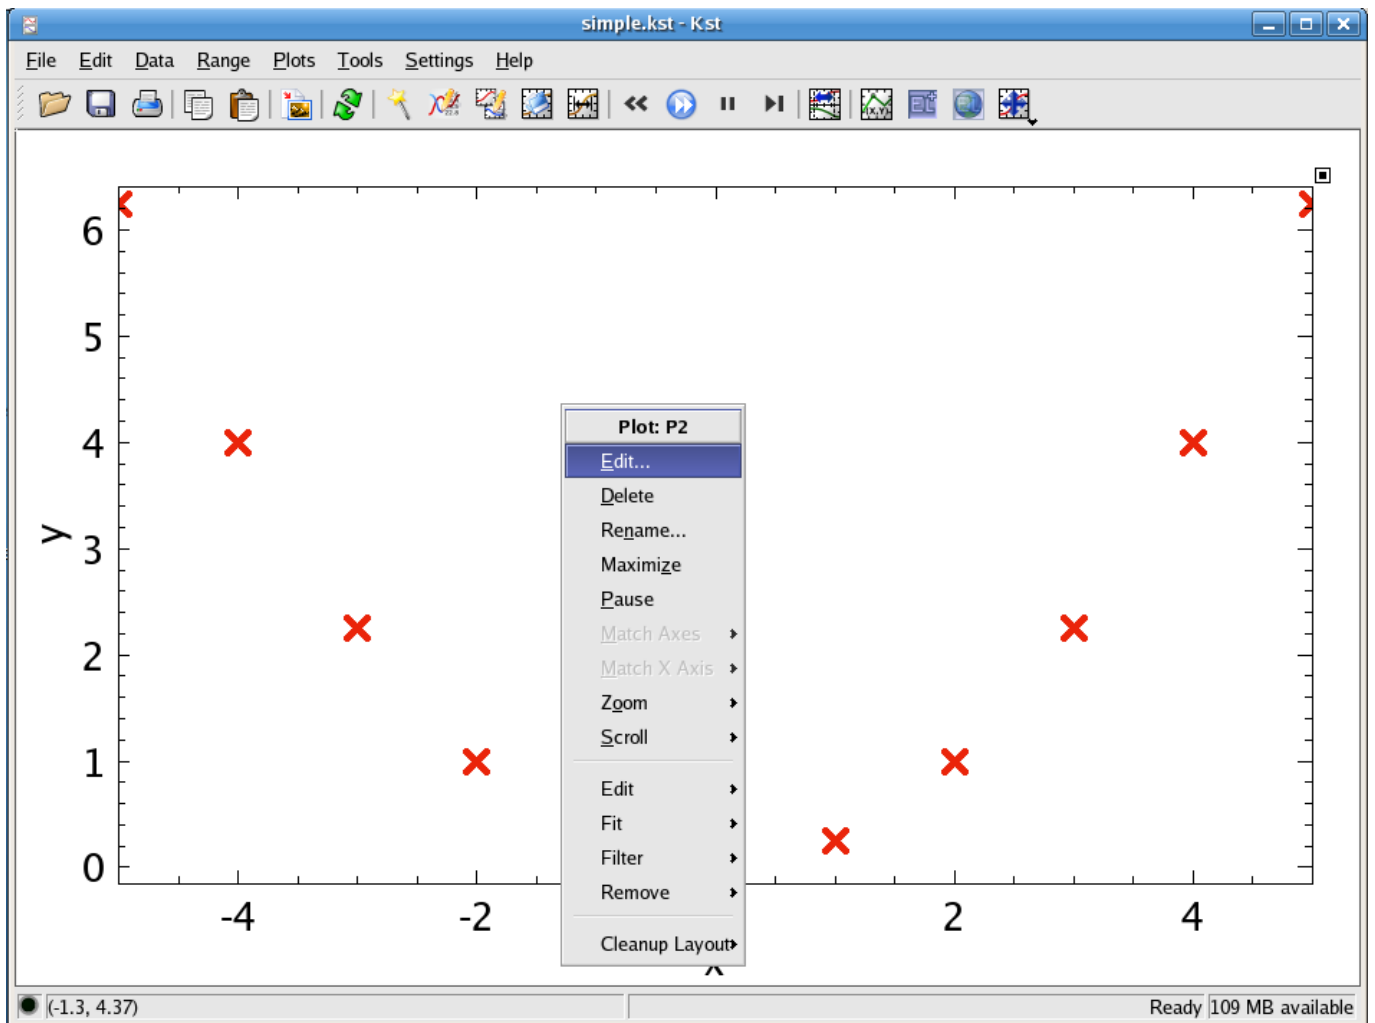 simple.kst - Kst
File Edit Data Range Plots Tools Settings Help
6
5
4
3
2
1
0
y
-4 -2 2 4
x
Plot: P2
Edit...
Delete
Rename...
Maximize
Pause
Match Axes
Match X Axis
Zoom
Scroll
Edit
Fit
Filter
Remove
Cleanup Layout
(-1.3, 4.37) Ready 109 MB available